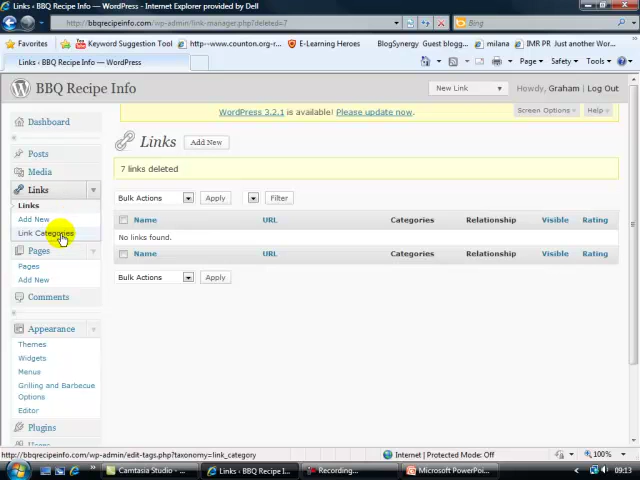 Links ‹ BBQ Recipe Info — WordPress - Internet Explorer provided by Dell
http://bbqrecipeinfo.com/wp-admin/link-manager.php?deleted=7
Bing
Favorites
Keyword Suggestion Tool
http--www.counton.org-r...
E-Learning Heroes
BlogSynergy Guest blogg...
milana
IMR PR Just another Wor...
Links ‹ BBQ Recipe Info — WordPress
Page
Safety
Tools
BBQ Recipe Info
New Link
Howdy, Graham | Log Out
WordPress 3.2.1 is available! Please update now.
Screen Options
Help
Dashboard
Posts
Media
Links
Links
Add New
Link Categories
Pages
Pages
Add New
Comments
Appearance
Themes
Widgets
Menus
Grilling and Barbecue
Options
Editor
Plugins
Users
Links
Add New
7 links deleted
Bulk Actions
Apply
Filter
Name
URL
Categories
Relationship
Visible
Rating
No links found.
Name
URL
Categories
Relationship
Visible
Rating
Bulk Actions
Apply
http://bbqrecipeinfo.com/wp-admin/edit-tags.php?taxonomy=link_category
Internet | Protected Mode: Off
100%
Camtasia Studio - ...
Links ‹ BBQ Recipe I...
Recording...
Microsoft PowerPo...
09:13